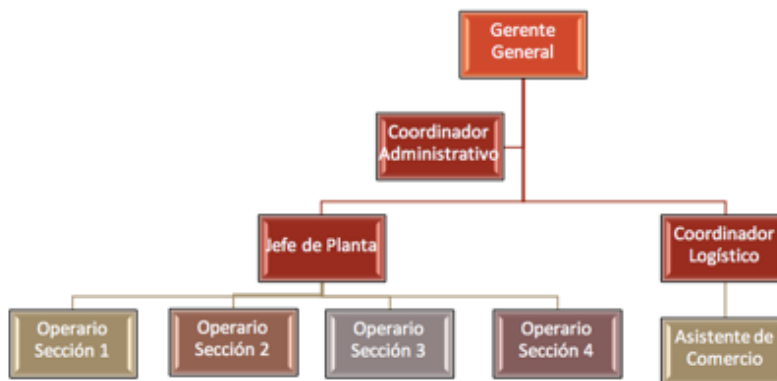 Gerente
General
Coordinador
Administrativo
Jefe de Planta
Coordinador
Logístico
Operario
Sección 1
Operario
Sección 2
Operario
Sección 3
Operario
Sección 4
Asistente de
Comercio